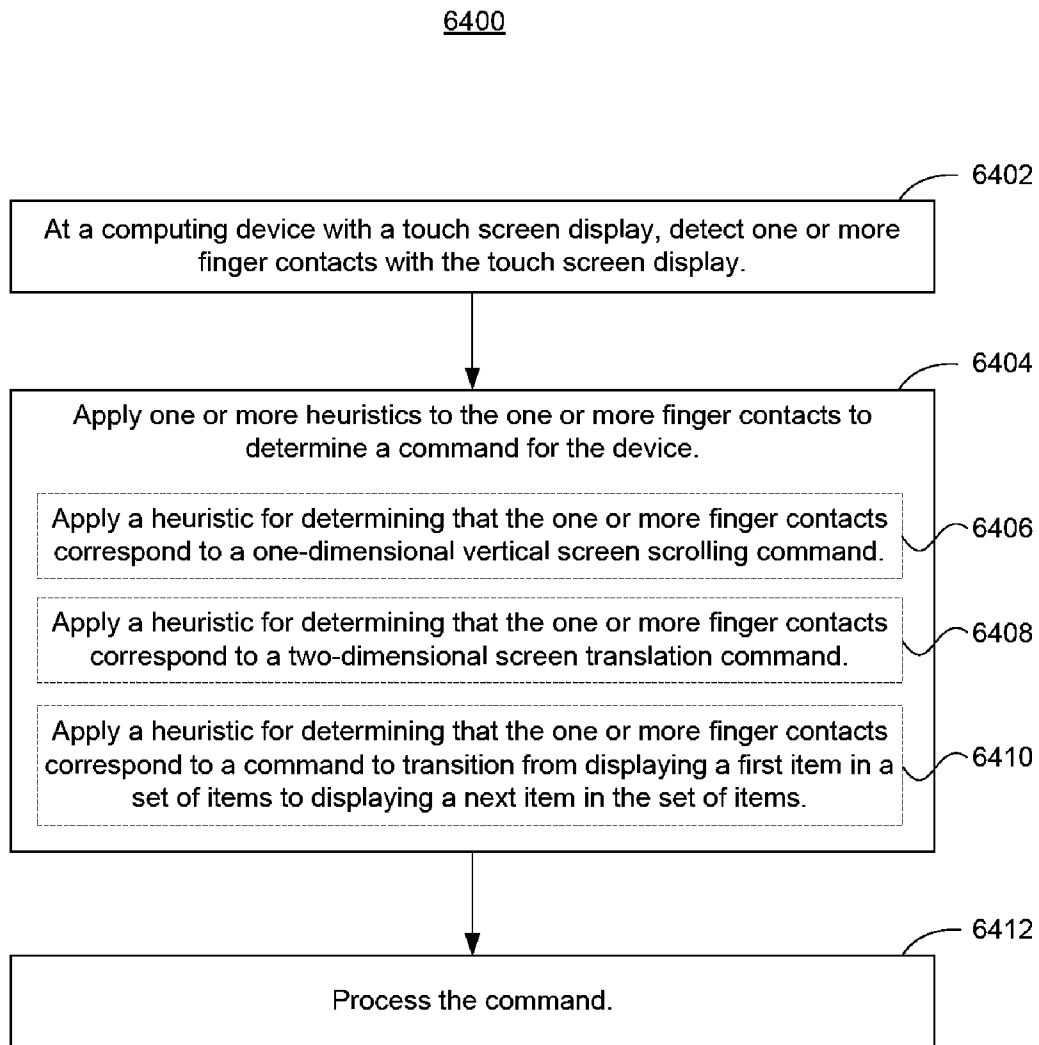 6400
6402
At a computing device with a touch screen display, detect one or more
finger contacts with the touch screen display.
6404
Apply one or more heuristics to the one or more finger contacts to
determine a command for the device.
Apply a heuristic for determining that the one or more finger contacts
correspond to a one-dimensional vertical screen scrolling command.
6406
Apply a heuristic for determining that the one or more finger contacts
correspond to a two-dimensional screen translation command.
6408
Apply a heuristic for determining that the one or more finger contacts
correspond to a command to transition from displaying a first item in a
set of items to displaying a next item in the set of items.
6410
6412
Process the command.